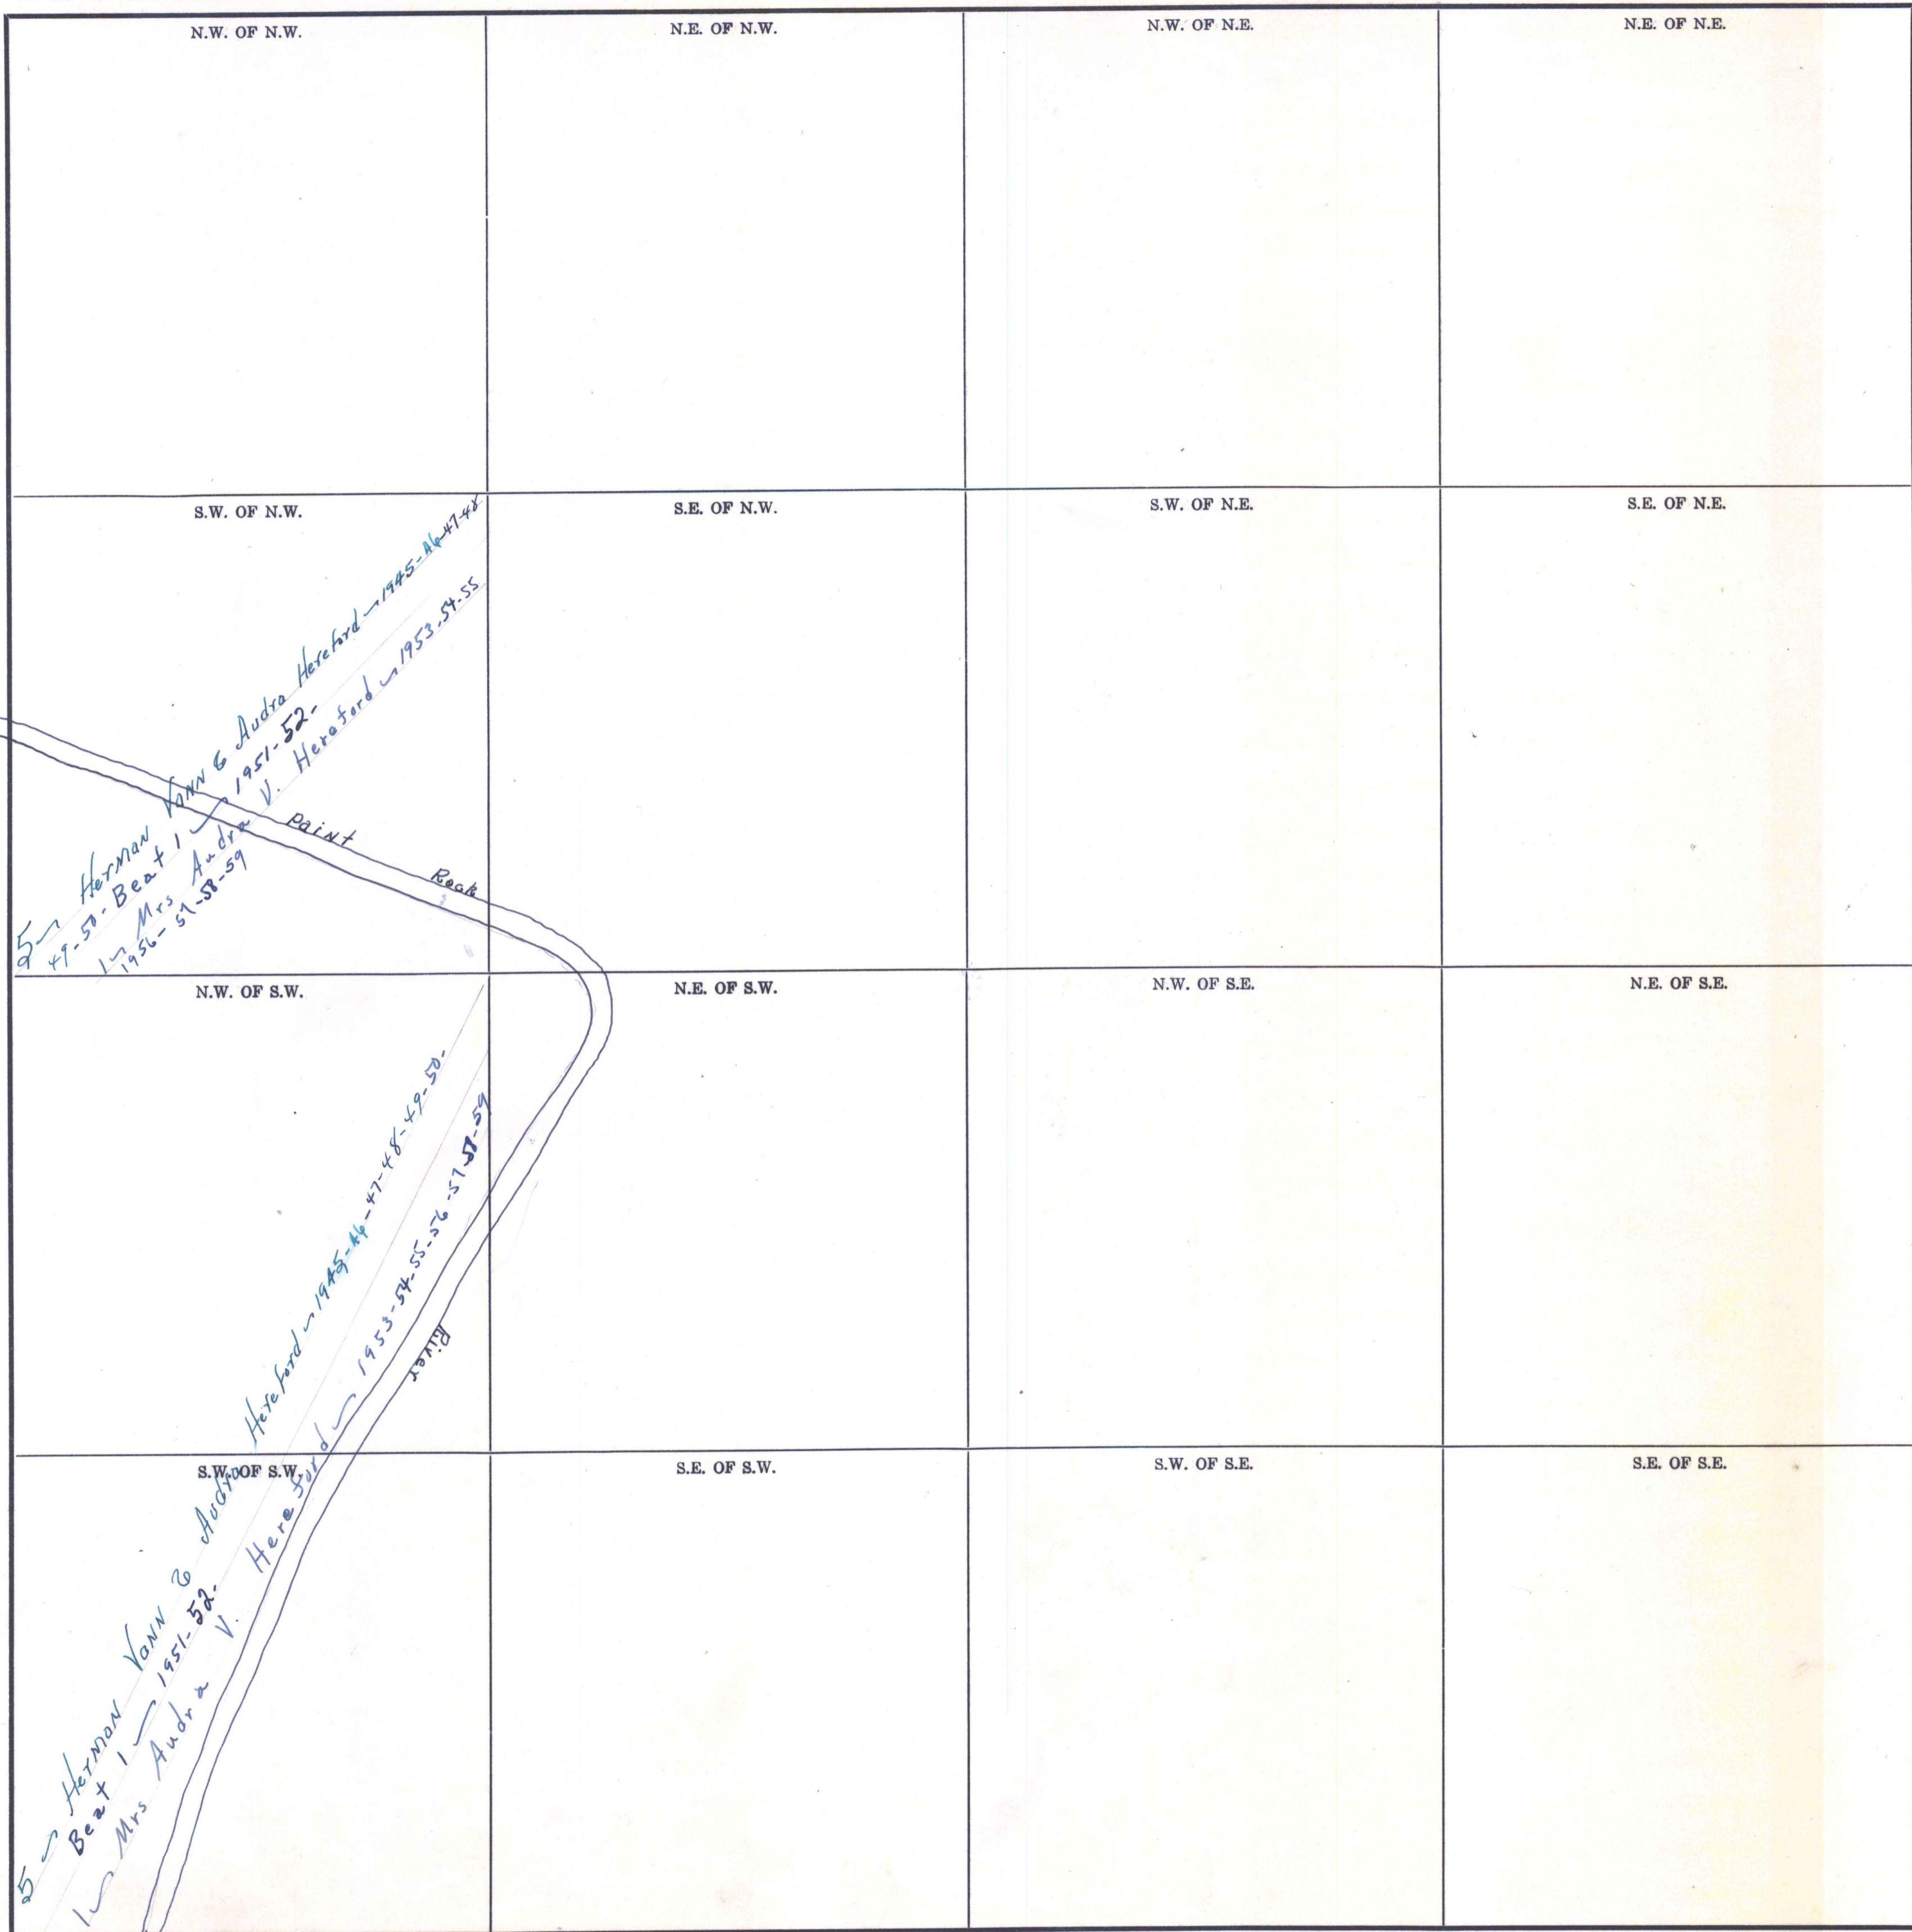 N.W. OF N.W.
N.E. OF N.W.
N.W. OF N.E.
N.E. OF N.E.
S.W. OF N.W.
S.E. OF N.W.
S.W. OF N.E.
S.E. OF N.E.
5 Herman Vann & Audra Hereford 1945-46-47-48
49-50- Beat 1 1951-52-
1 Mrs Audra V. Hereford 1953-54-55
1956-57-58-59
Paint
Rock
N.W. OF S.W.
N.E. OF S.W.
N.W. OF S.E.
N.E. OF S.E.
River
S.W. OF S.W.
S.E. OF S.W.
S.W. OF S.E.
S.E. OF S.E.
5 Herman Vann & Audra Hereford 1945-46-47-48-49-50-
Beat 1 1951-52-
1 Mrs Audra V. Hereford 1953-54-55-56-57-58-59